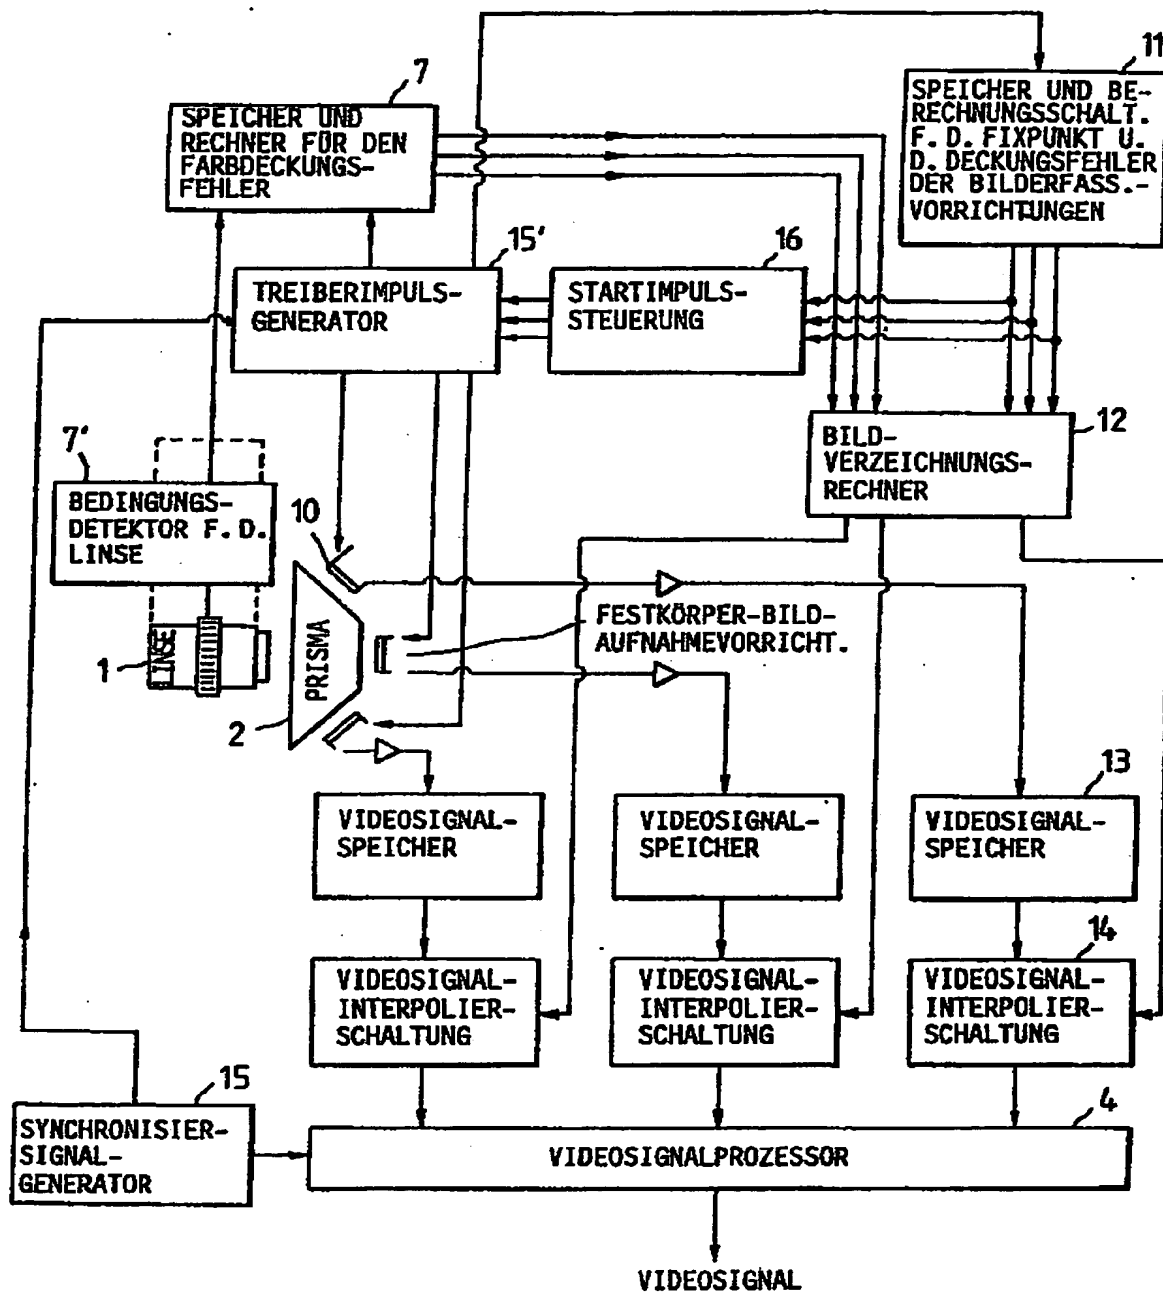 11
SPEICHER UND BE-
RECHNUNGSSCHALT.
F. D. FIXPUNKT U.
D. DECKUNGSFEHLER
DER BILDERFASS.-
VORRICHTUNGEN
7
SPEICHER UND
RECHNER FÜR DEN
FARBDECKUNGS-
FEHLER
15'
TREIBERIMPULS-
GENERATOR
16
STARTIMPULS-
STEUERUNG
12
BILD-
VERZEICHNUNGS-
RECHNER
7'
BEDINGUNGS-
DETEKTOR F. D.
LINSE
10
1
LINSE
PRISMA
2
FESTKÖRPER-BILD-
AUFNAHMEVORRICHT.
VIDEOSIGNAL-
SPEICHER
VIDEOSIGNAL-
SPEICHER
13
VIDEOSIGNAL-
SPEICHER
VIDEOSIGNAL-
INTERPOLIER-
SCHALTUNG
VIDEOSIGNAL-
INTERPOLIER-
SCHALTUNG
14
VIDEOSIGNAL-
INTERPOLIER-
SCHALTUNG
15
SYNCHRONISIER-
SIGNAL-
GENERATOR
4
VIDEOSIGNALPROZESSOR
VIDEOSIGNAL